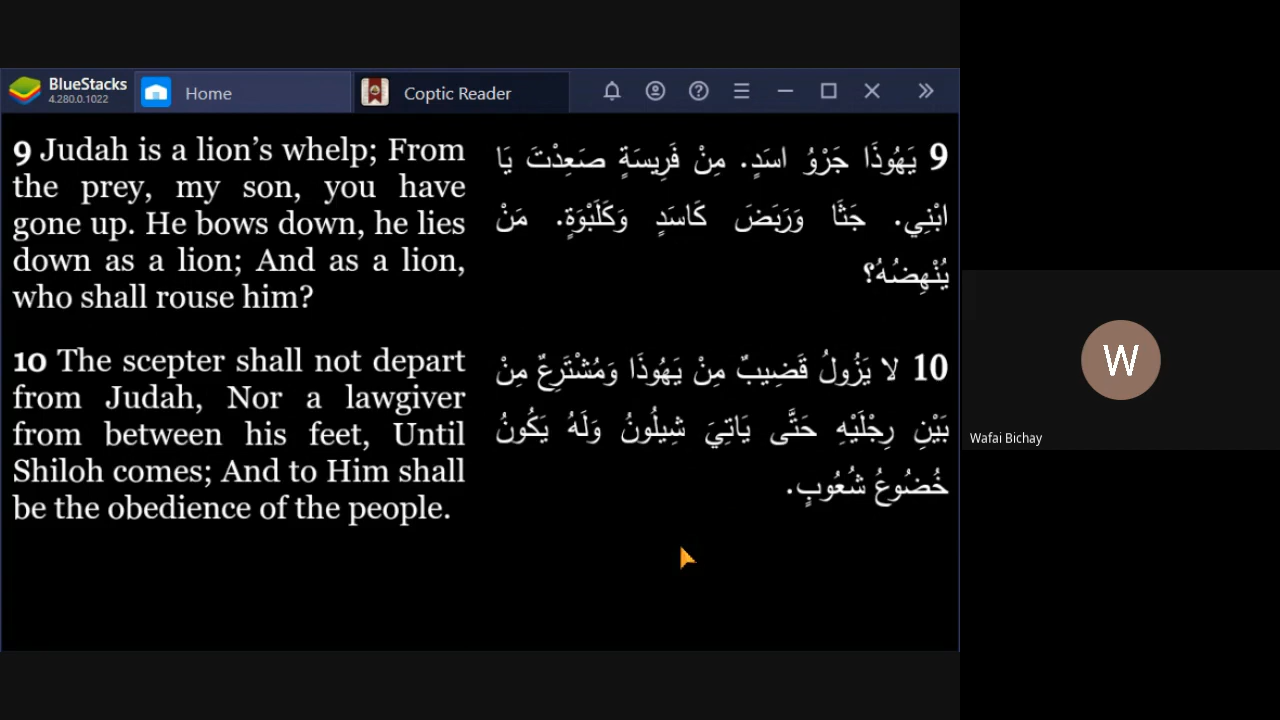 BlueStacks
4.280.0.1022
Home
Coptic Reader
9 Judah is a lion’s whelp; From
the prey, my son, you have
gone up. He bows down, he lies
down as a lion; And as a lion,
who shall rouse him?
10 The scepter shall not depart
from Judah, Nor a lawgiver
from between his feet, Until
Shiloh comes; And to Him shall
be the obedience of the people.
9 يَهُوذَا جَرْوُ اسَدٍ. مِنْ فَرِيسَةٍ صَعِدْتَ يَا
ابْنِي. جَثَا وَرَبَضَ كَاسَدٍ وَكَلَبْوَةٍ. مَنْ
يُنْهِضُهُ؟
10 لا يَزُولُ قَضِيبٌ مِنْ يَهُوذَا وَمُشْتَرِعٌ مِنْ
بَيْنِ رِجْلَيْهِ حَتَّى يَاتِيَ شِيلُونُ وَلَهُ يَكُونُ
خُضُوعُ شُعُوبٍ.
W
Wafai Bichay